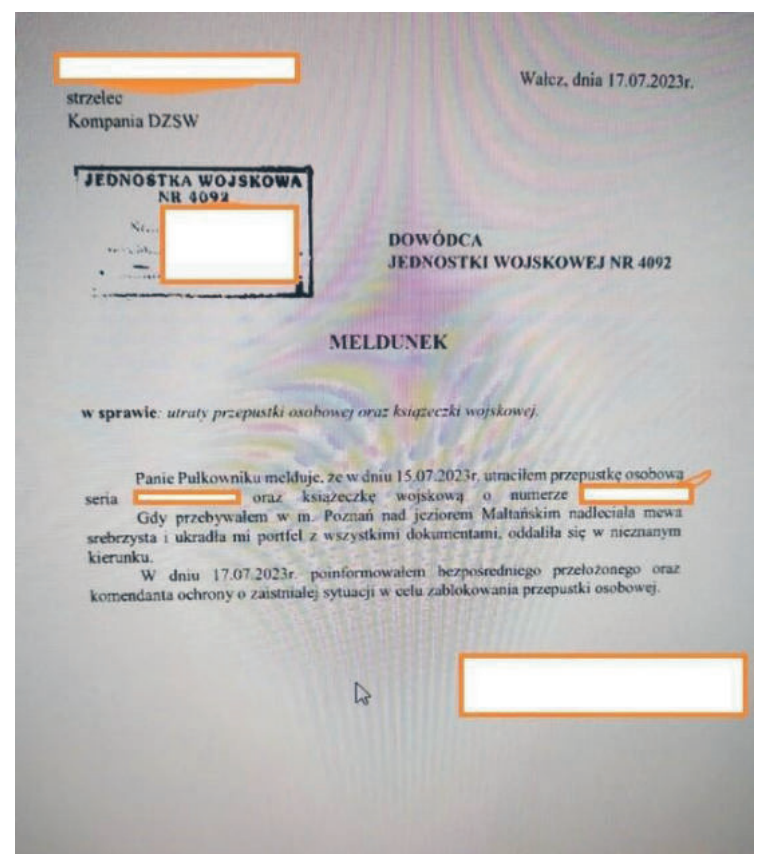 Wałcz, dnia 17.07.2023r.
strzelec
Kompania DZSW
JEDNOSTKA WOJSKOWA
NR 4092
DOWÓDCA
JEDNOSTKI WOJSKOWEJ NR 4092
MELDUNEK
w sprawie: utraty przepustki osobowej oraz książeczki wojskowej.
Panie Pułkowniku melduję, że w dniu 15.07.2023r. utraciłem przepustkę osobową
seria oraz książeczkę wojskową o numerze
Gdy przebywałem w m. Poznań nad jeziorem Maltańskim nadleciała mewa
srebrzysta i ukradła mi portfel z wszystkimi dokumentami, oddaliła się w nieznanym
kierunku.
W dniu 17.07.2023r. poinformowałem bezpośredniego przełożonego oraz
komendanta ochrony o zaistniałej sytuacji w celu zablokowania przepustki osobowej.